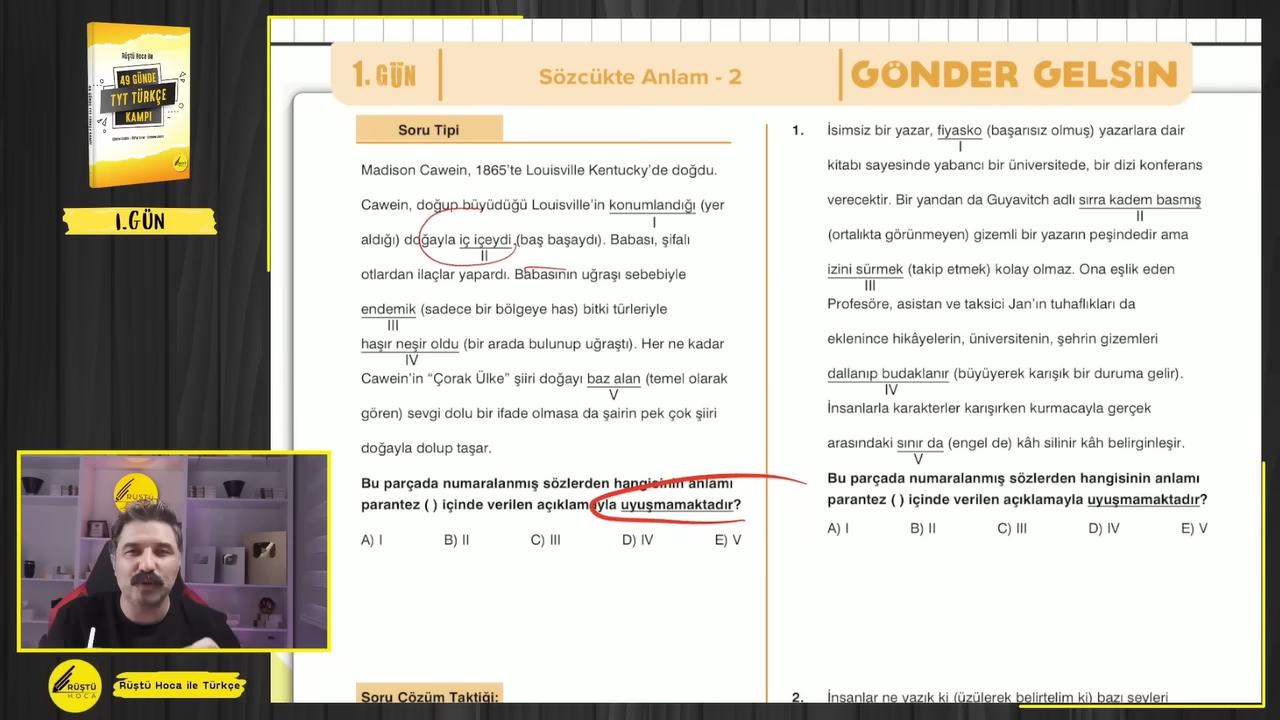 Rüştü Hoca ile
49 GÜNDE
TYT TÜRKÇE
KAMPI
1.GÜN
1. GÜN
Sözcükte Anlam - 2
GÖNDER GELSİN
Soru Tipi
Madison Cawein, 1865'te Louisville Kentucky'de doğdu.
Cawein, doğup büyüdüğü Louisville'in konumlandığı (yer
I
aldığı) doğayla iç içeydi (baş başaydı). Babası, şifalı
II
otlardan ilaçlar yapardı. Babasının uğraşı sebebiyle
endemik (sadece bir bölgeye has) bitki türleriyle
III
haşır neşir oldu (bir arada bulunup uğraştı). Her ne kadar
IV
Cawein'in “Çorak Ülke” şiiri doğayı baz alan (temel olarak
V
gören) sevgi dolu bir ifade olmasa da şairin pek çok şiiri
doğayla dolup taşar.
Bu parçada numaralanmış sözlerden hangisinin anlamı
parantez ( ) içinde verilen açıklamayla uyuşmamaktadır?
A) I B) II C) III D) IV E) V
Soru Çözüm Taktiği:
1. İsimsiz bir yazar, fiyasko (başarısız olmuş) yazarlara dair
I
kitabı sayesinde yabancı bir üniversitede, bir dizi konferans
verecektir. Bir yandan da Guyavitch adlı sırra kadem basmış
II
(ortalıkta görünmeyen) gizemli bir yazarın peşindedir ama
izini sürmek (takip etmek) kolay olmaz. Ona eşlik eden
III
Profesöre, asistan ve taksici Jan'ın tuhaflıkları da
eklenince hikâyelerin, üniversitenin, şehrin gizemleri
dallanıp budaklanır (büyüyerek karışık bir duruma gelir).
IV
İnsanlarla karakterler karışırken kurmacayla gerçek
arasındaki sınır da (engel de) kâh silinir kâh belirginleşir.
V
Bu parçada numaralanmış sözlerden hangisinin anlamı
parantez ( ) içinde verilen açıklamayla uyuşmamaktadır?
A) I B) II C) III D) IV E) V
2. İnsanlar ne yazık ki (üzülerek belirtelim ki) bazı şeyleri
RÜŞTÜ
RÜŞTÜ
HOCA
Rüştü Hoca ile Türkçe